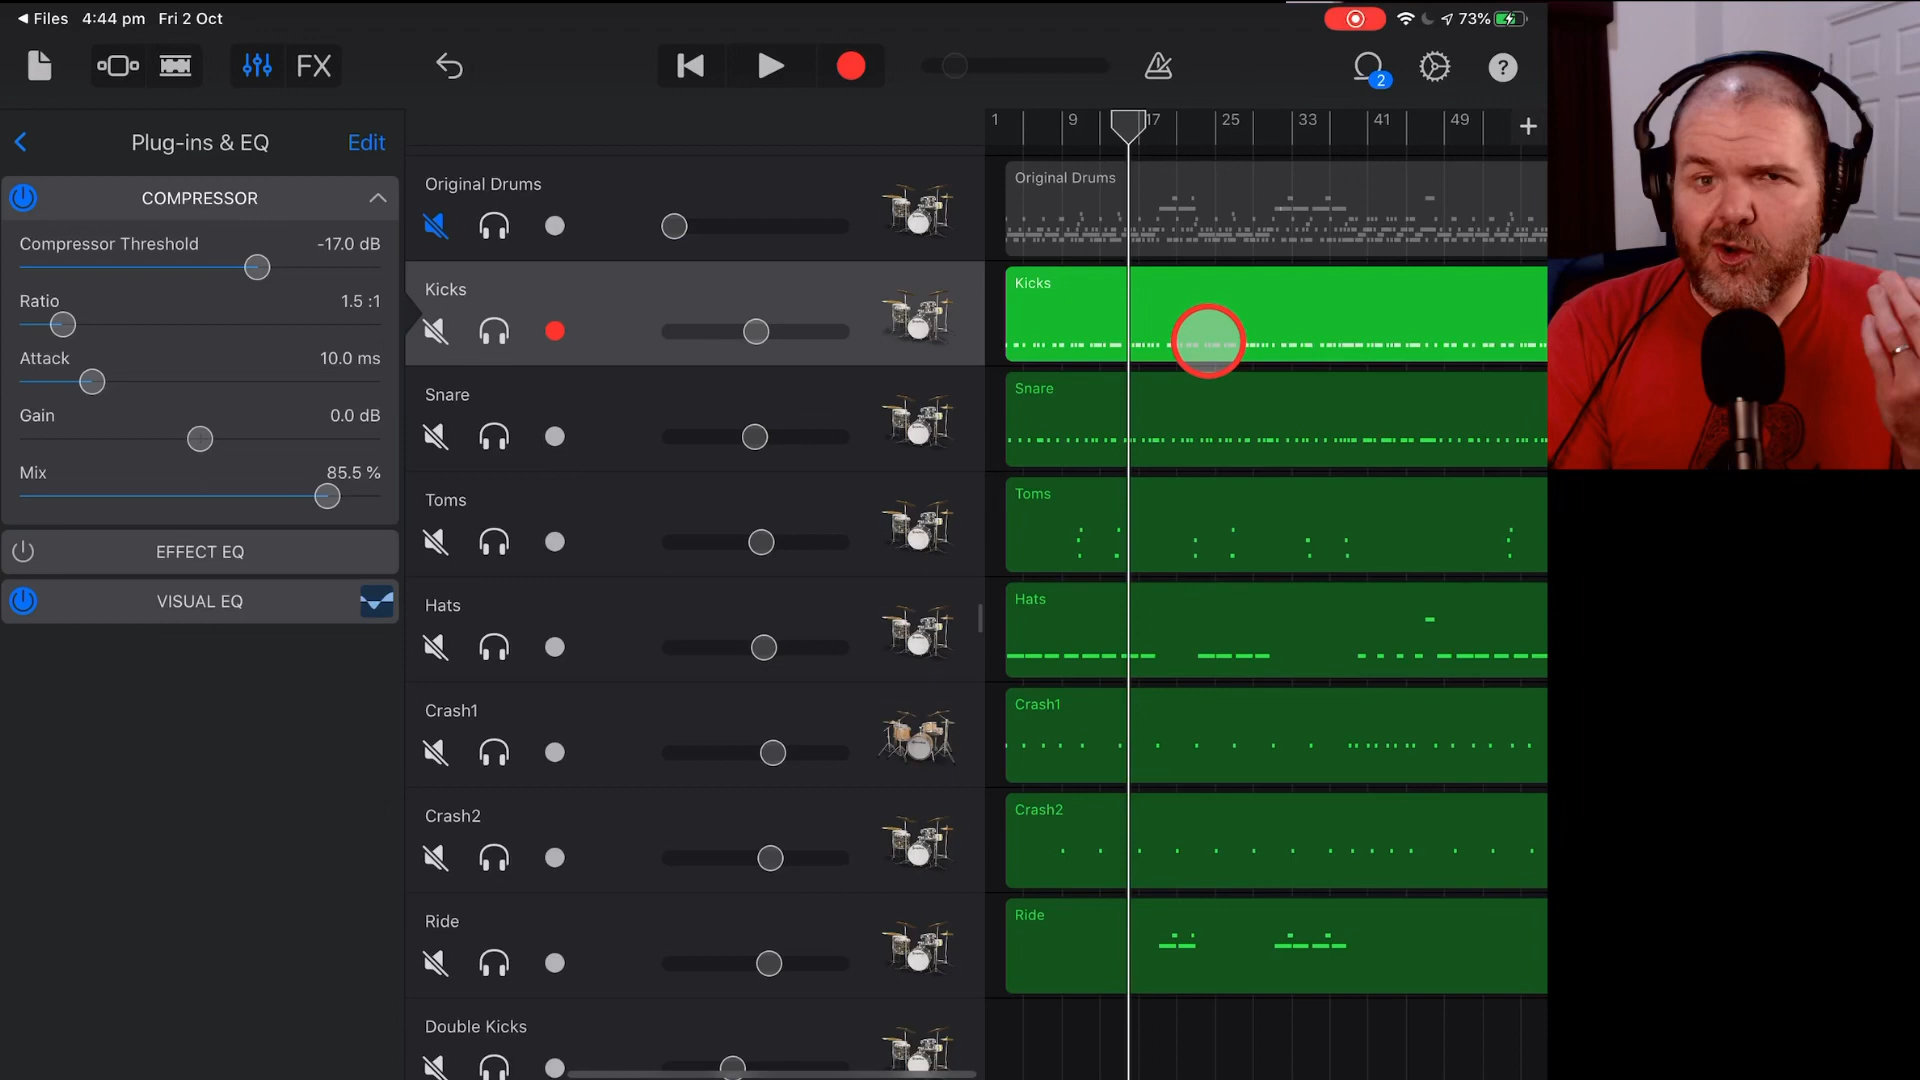 Files 4:44 pm Fri 2 Oct 73%
FX 2 ?
Plug-ins & EQ Edit
COMPRESSOR
Compressor Threshold -17.0 dB
Ratio 1.5 :1
Attack 10.0 ms
Gain 0.0 dB
Mix 85.5 %
EFFECT EQ
VISUAL EQ
1 9 17 25 33 41 49 +
Original Drums
Original Drums
Kicks
Kicks
Snare
Snare
Toms
Toms
Hats
Hats
Crash1
Crash1
Crash2
Crash2
Ride
Ride
Double Kicks